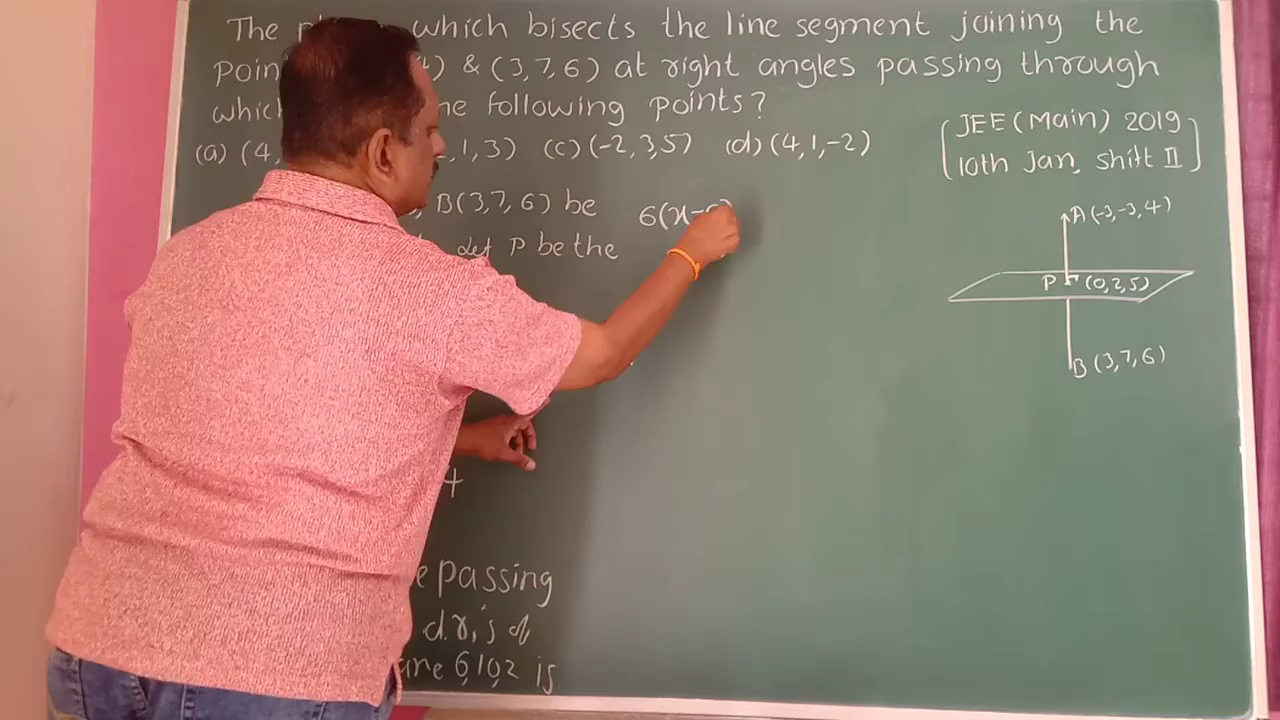 The which bisects the line segment joining the
4) & (3,7,6) at right angles passing through
following points?
(a) (4, 1,3) (c) (-2,3,5) (d) (4,1,-2)
[JEE (Main) 2019
10th Jan, Shift II]
B(3,7,6) be
let P be the
4
passing
d.r.'s of
are 6,10,2 is
6(x-
A(-3,-3,4)
P (0,2,5)
B(3,7,6)